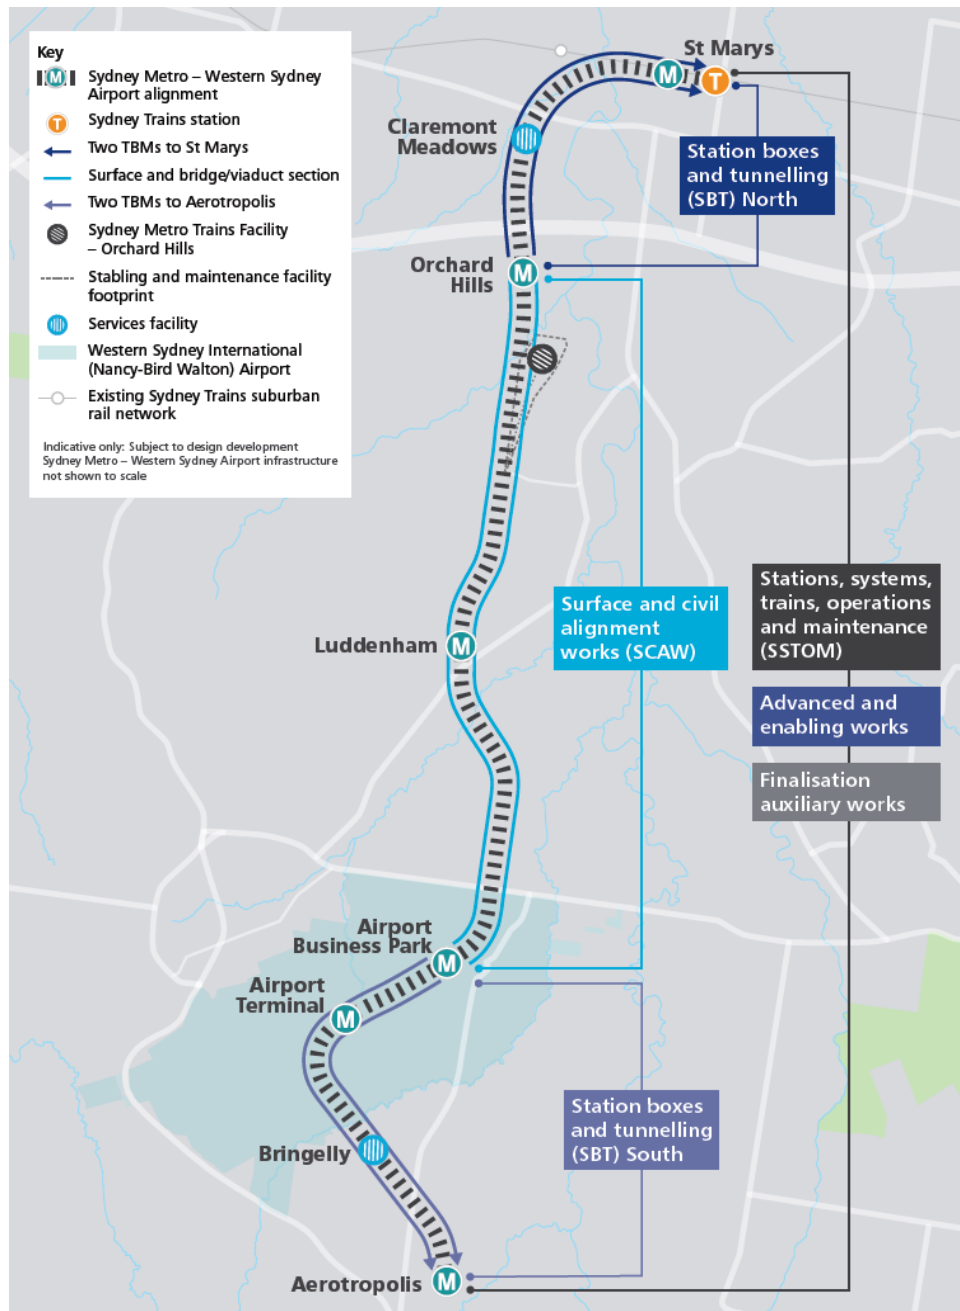 Key
M
Sydney Metro – Western Sydney
Airport alignment
T
Sydney Trains station
Two TBMs to St Marys
Surface and bridge/viaduct section
Two TBMs to Aerotropolis
Sydney Metro Trains Facility
– Orchard Hills
Stabling and maintenance facility
footprint
Services facility
Western Sydney International
(Nancy-Bird Walton) Airport
Existing Sydney Trains suburban
rail network
Indicative only: Subject to design development
Sydney Metro – Western Sydney Airport infrastructure
not shown to scale
St Marys
M
T
Claremont
Meadows
Station boxes
and tunnelling
(SBT) North
Orchard
Hills
M
Luddenham
M
Surface and civil
alignment
works (SCAW)
Stations, systems,
trains, operations
and maintenance
(SSTOM)
Advanced and
enabling works
Finalisation
auxiliary works
Airport
Business Park
M
Airport
Terminal
M
Bringelly
Station boxes
and tunnelling
(SBT) South
Aerotropolis
M